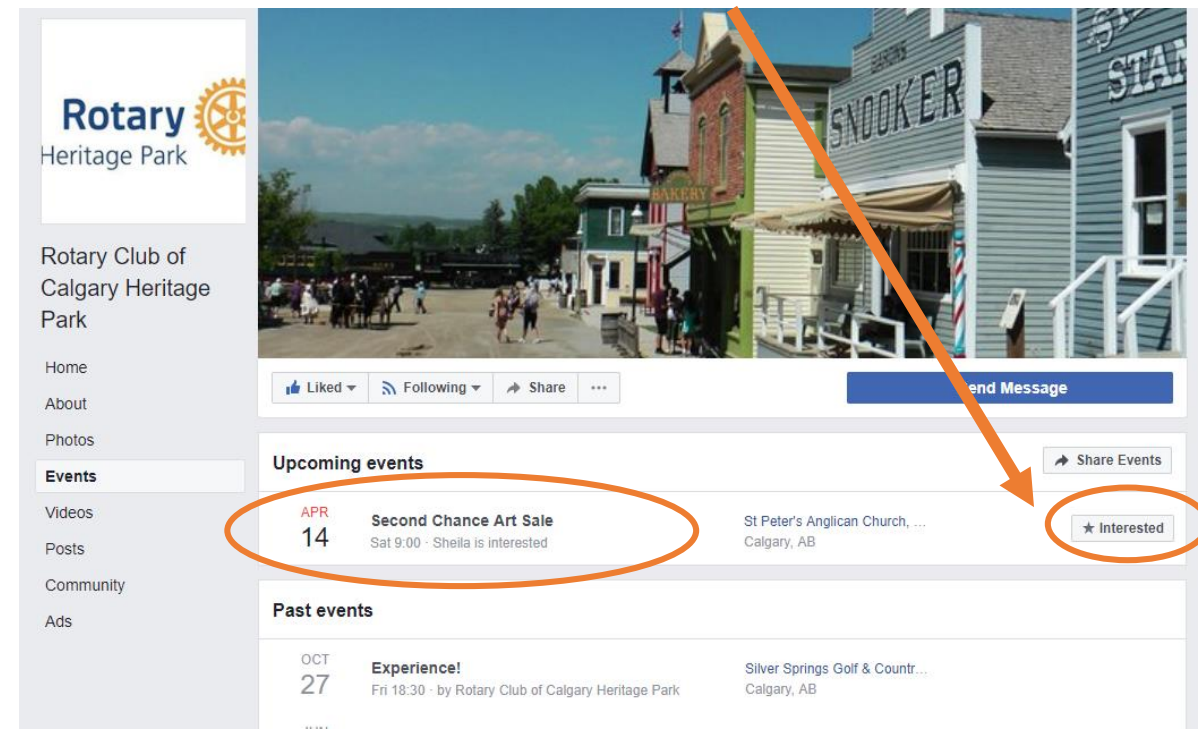 Rotary
Heritage Park
Rotary Club of
Calgary Heritage
Park
Home
About
Photos
Events
Videos
Posts
Community
Ads
SNOOKER
BAKERY
Liked
Following
Share
...
end Message
Upcoming events
Share Events
APR
14
Second Chance Art Sale
Sat 9:00 · Sheila is interested
St Peter's Anglican Church, ...
Calgary, AB
★ Interested
Past events
OCT
27
Experience!
Fri 18:30 · by Rotary Club of Calgary Heritage Park
Silver Springs Golf & Countr...
Calgary, AB